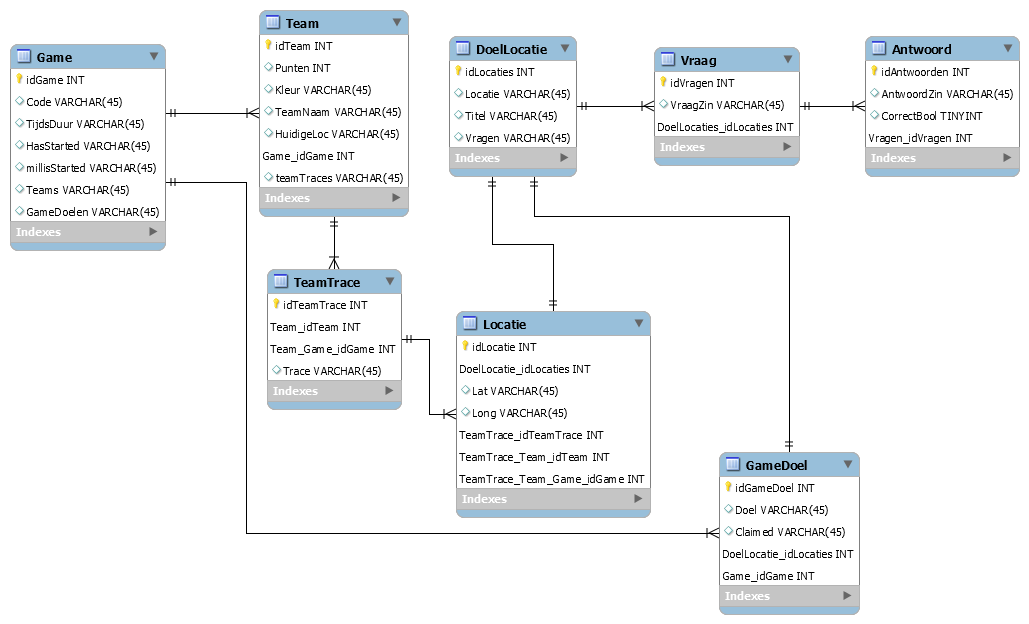 Game
idGame INT
Code VARCHAR(45)
TijdsDuur VARCHAR(45)
HasStarted VARCHAR(45)
millisStarted VARCHAR(45)
Teams VARCHAR(45)
GameDoelen VARCHAR(45)
Indexes
Team
idTeam INT
Punten INT
Kleur VARCHAR(45)
TeamNaam VARCHAR(45)
HuidigeLoc VARCHAR(45)
Game_idGame INT
teamTraces VARCHAR(45)
Indexes
DoelLocatie
idLocaties INT
Locatie VARCHAR(45)
Titel VARCHAR(45)
Vragen VARCHAR(45)
Indexes
Vraag
idVragen INT
VraagZin VARCHAR(45)
DoelLocaties_idLocaties INT
Indexes
Antwoord
idAntwoorden INT
AntwoordZin VARCHAR(45)
CorrectBool TINYINT
Vragen_idVragen INT
Indexes
TeamTrace
idTeamTrace INT
Team_idTeam INT
Team_Game_idGame INT
Trace VARCHAR(45)
Indexes
Locatie
idLocatie INT
DoelLocatie_idLocaties INT
Lat VARCHAR(45)
Long VARCHAR(45)
TeamTrace_idTeamTrace INT
TeamTrace_Team_idTeam INT
TeamTrace_Team_Game_idGame INT
Indexes
GameDoel
idGameDoel INT
Doel VARCHAR(45)
Claimed VARCHAR(45)
DoelLocatie_idLocaties INT
Game_idGame INT
Indexes